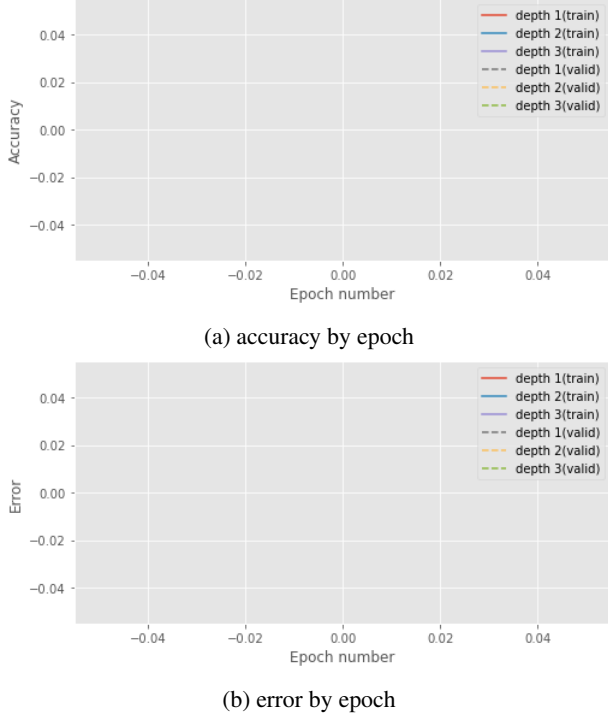 depth 1(train)
depth 2(train)
depth 3(train)
depth 1(valid)
depth 2(valid)
depth 3(valid)
0.04
0.02
0.00
−0.02
−0.04
Accuracy
−0.04 −0.02 0.00 0.02 0.04
Epoch number
(a) accuracy by epoch
depth 1(train)
depth 2(train)
depth 3(train)
depth 1(valid)
depth 2(valid)
depth 3(valid)
0.04
0.02
0.00
−0.02
−0.04
Error
−0.04 −0.02 0.00 0.02 0.04
Epoch number
(b) error by epoch